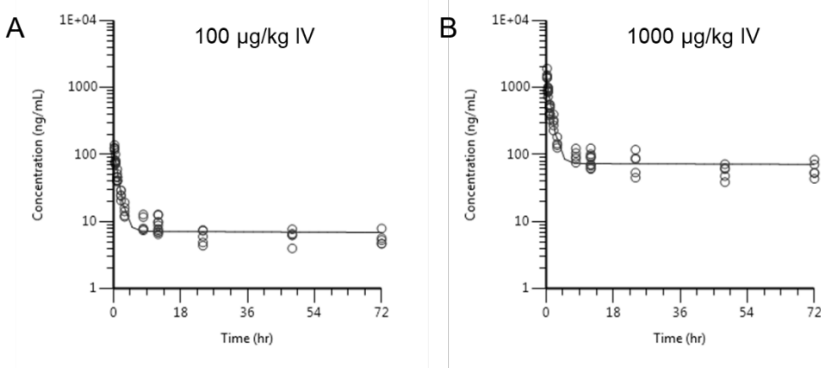 A
100 µg/kg IV
1E+04
1000
100
10
1
Concentration (ng/mL)
0
18
36
54
72
Time (hr)
B
1000 µg/kg IV
1E+04
1000
100
10
1
Concentration (ng/mL)
0
18
36
54
72
Time (hr)